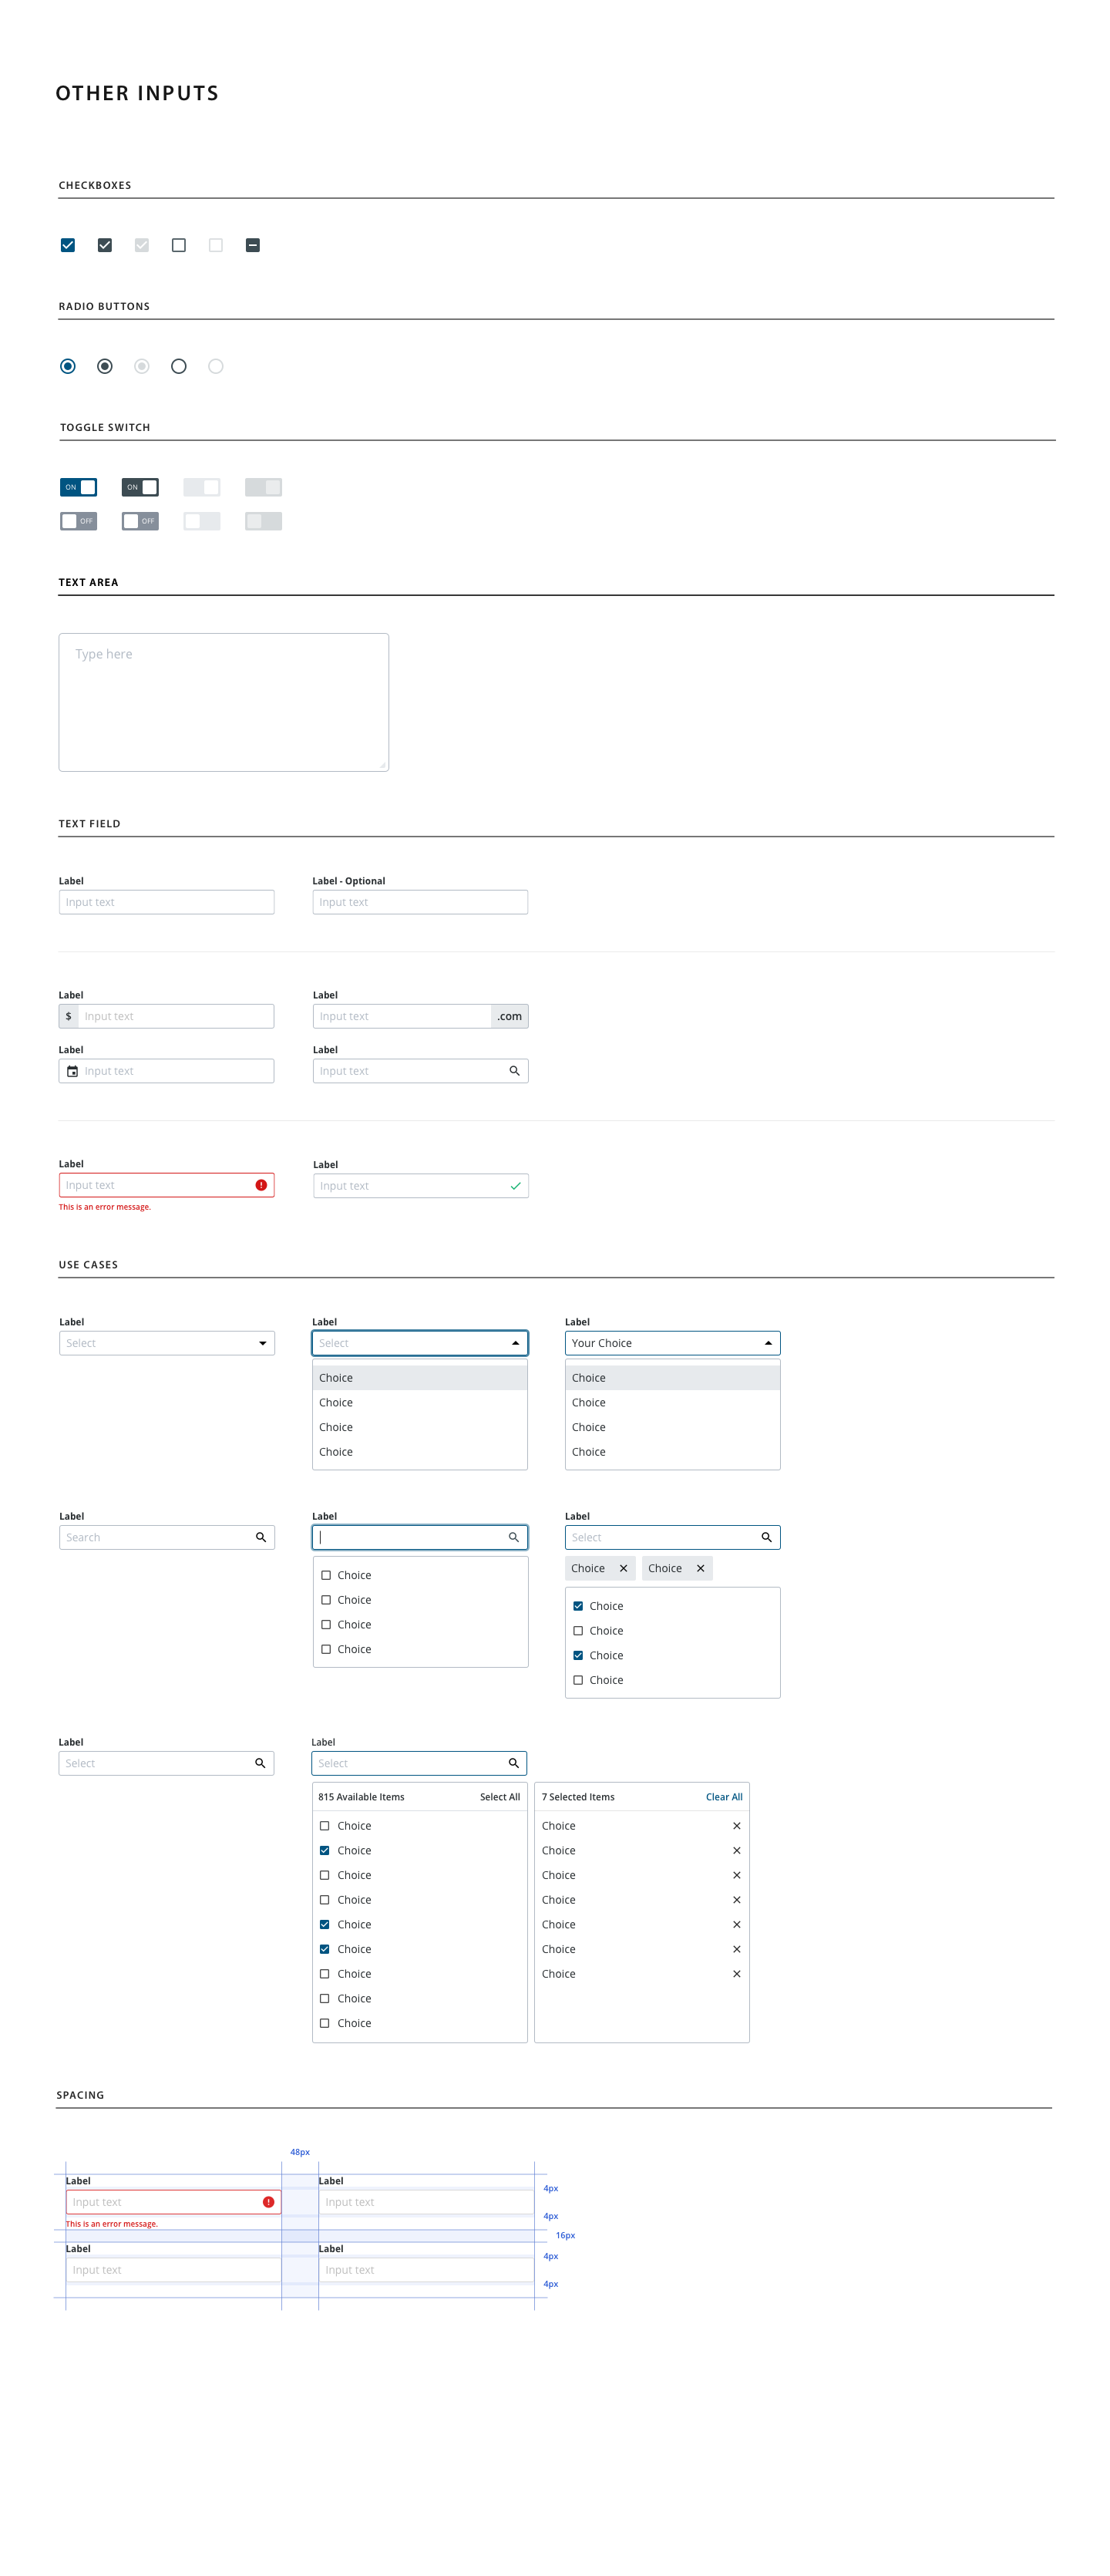 OTHER INPUTS
CHECKBOXES
RADIO BUTTONS
TOGGLE SWITCH
ON ON
OFF OFF
TEXT AREA
Type here
TEXT FIELD
Label Label - Optional
Input text Input text
Label Label
$ Input text Input text .com
Label Label
Input text Input text
Label Label
Input text Input text
This is an error message.
USE CASES
Label Label Label
Select Select Your Choice
Choice Choice
Choice Choice
Choice Choice
Choice Choice
Label Label Label
Search Select
Choice Choice
Choice
Choice
Choice
Choice
Choice
Choice
Choice
Choice
Choice
Label Label
Select Select
815 Available Items Select All 7 Selected Items Clear All
Choice Choice
Choice Choice
Choice Choice
Choice Choice
Choice Choice
Choice Choice
Choice Choice
Choice
Choice
SPACING
48px
Label Label
4px
Input text Input text
4px
This is an error message.
16px
Label Label
4px
Input text Input text
4px